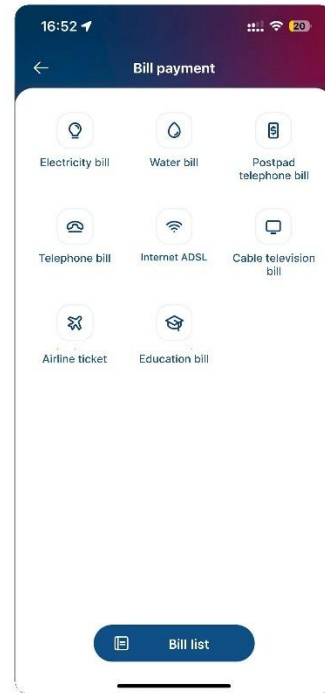 16:52
20
Bill payment
Electricity bill
Water bill
Postpad
telephone bill
Telephone bill
Internet ADSL
Cable television
bill
Airline ticket
Education bill
Bill list